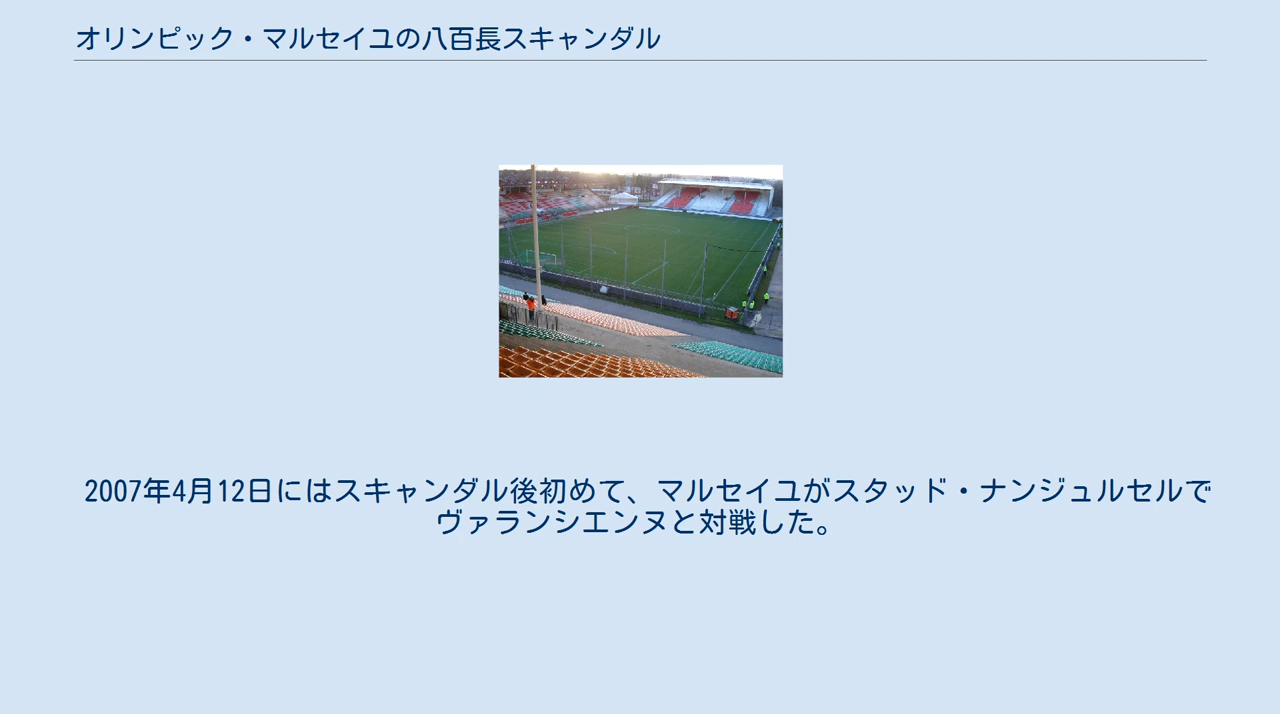 オリンピック・マルセイユの八百長スキャンダル
2007年4月12日にはスキャンダル後初めて、マルセイユがスタッド・ナンジュルセルで
ヴァランシエンヌと対戦した。